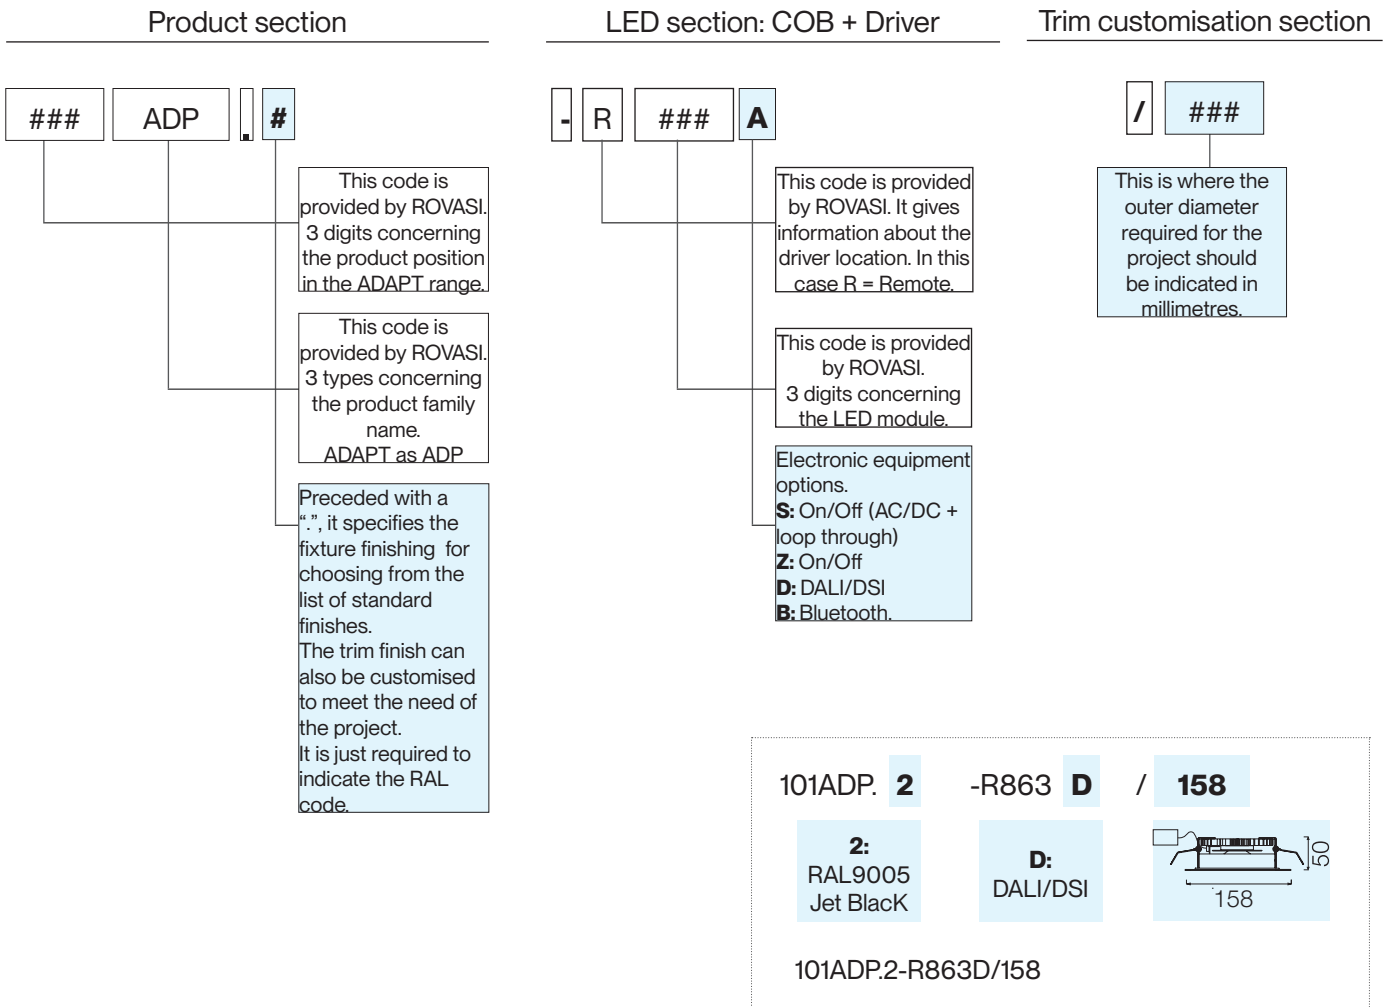 Product section
### ADP . #
This code is
provided by ROVASI.
3 digits concerning
the product position
in the ADAPT range.
This code is
provided by ROVASI.
3 types concerning
the product family
name.
ADAPT as ADP
Preceded with a
“.”, it specifies the
fixture finishing for
choosing from the
list of standard
finishes.
The trim finish can
also be customised
to meet the need of
the project.
It is just required to
indicate the RAL
code.
LED section: COB + Driver
- R ### A
This code is provided
by ROVASI. It gives
information about the
driver location. In this
case R = Remote.
This code is provided
by ROVASI.
3 digits concerning
the LED module.
Electronic equipment
options.
S: On/Off (AC/DC +
loop through)
Z: On/Off
D: DALI/DSI
B: Bluetooth.
Trim customisation section
/ ###
This is where the
outer diameter
required for the
project should
be indicated in
millimetres.
101ADP. 2 -R863 D / 158
2:
RAL9005
Jet BlacK
D:
DALI/DSI
50
158
101ADP.2-R863D/158